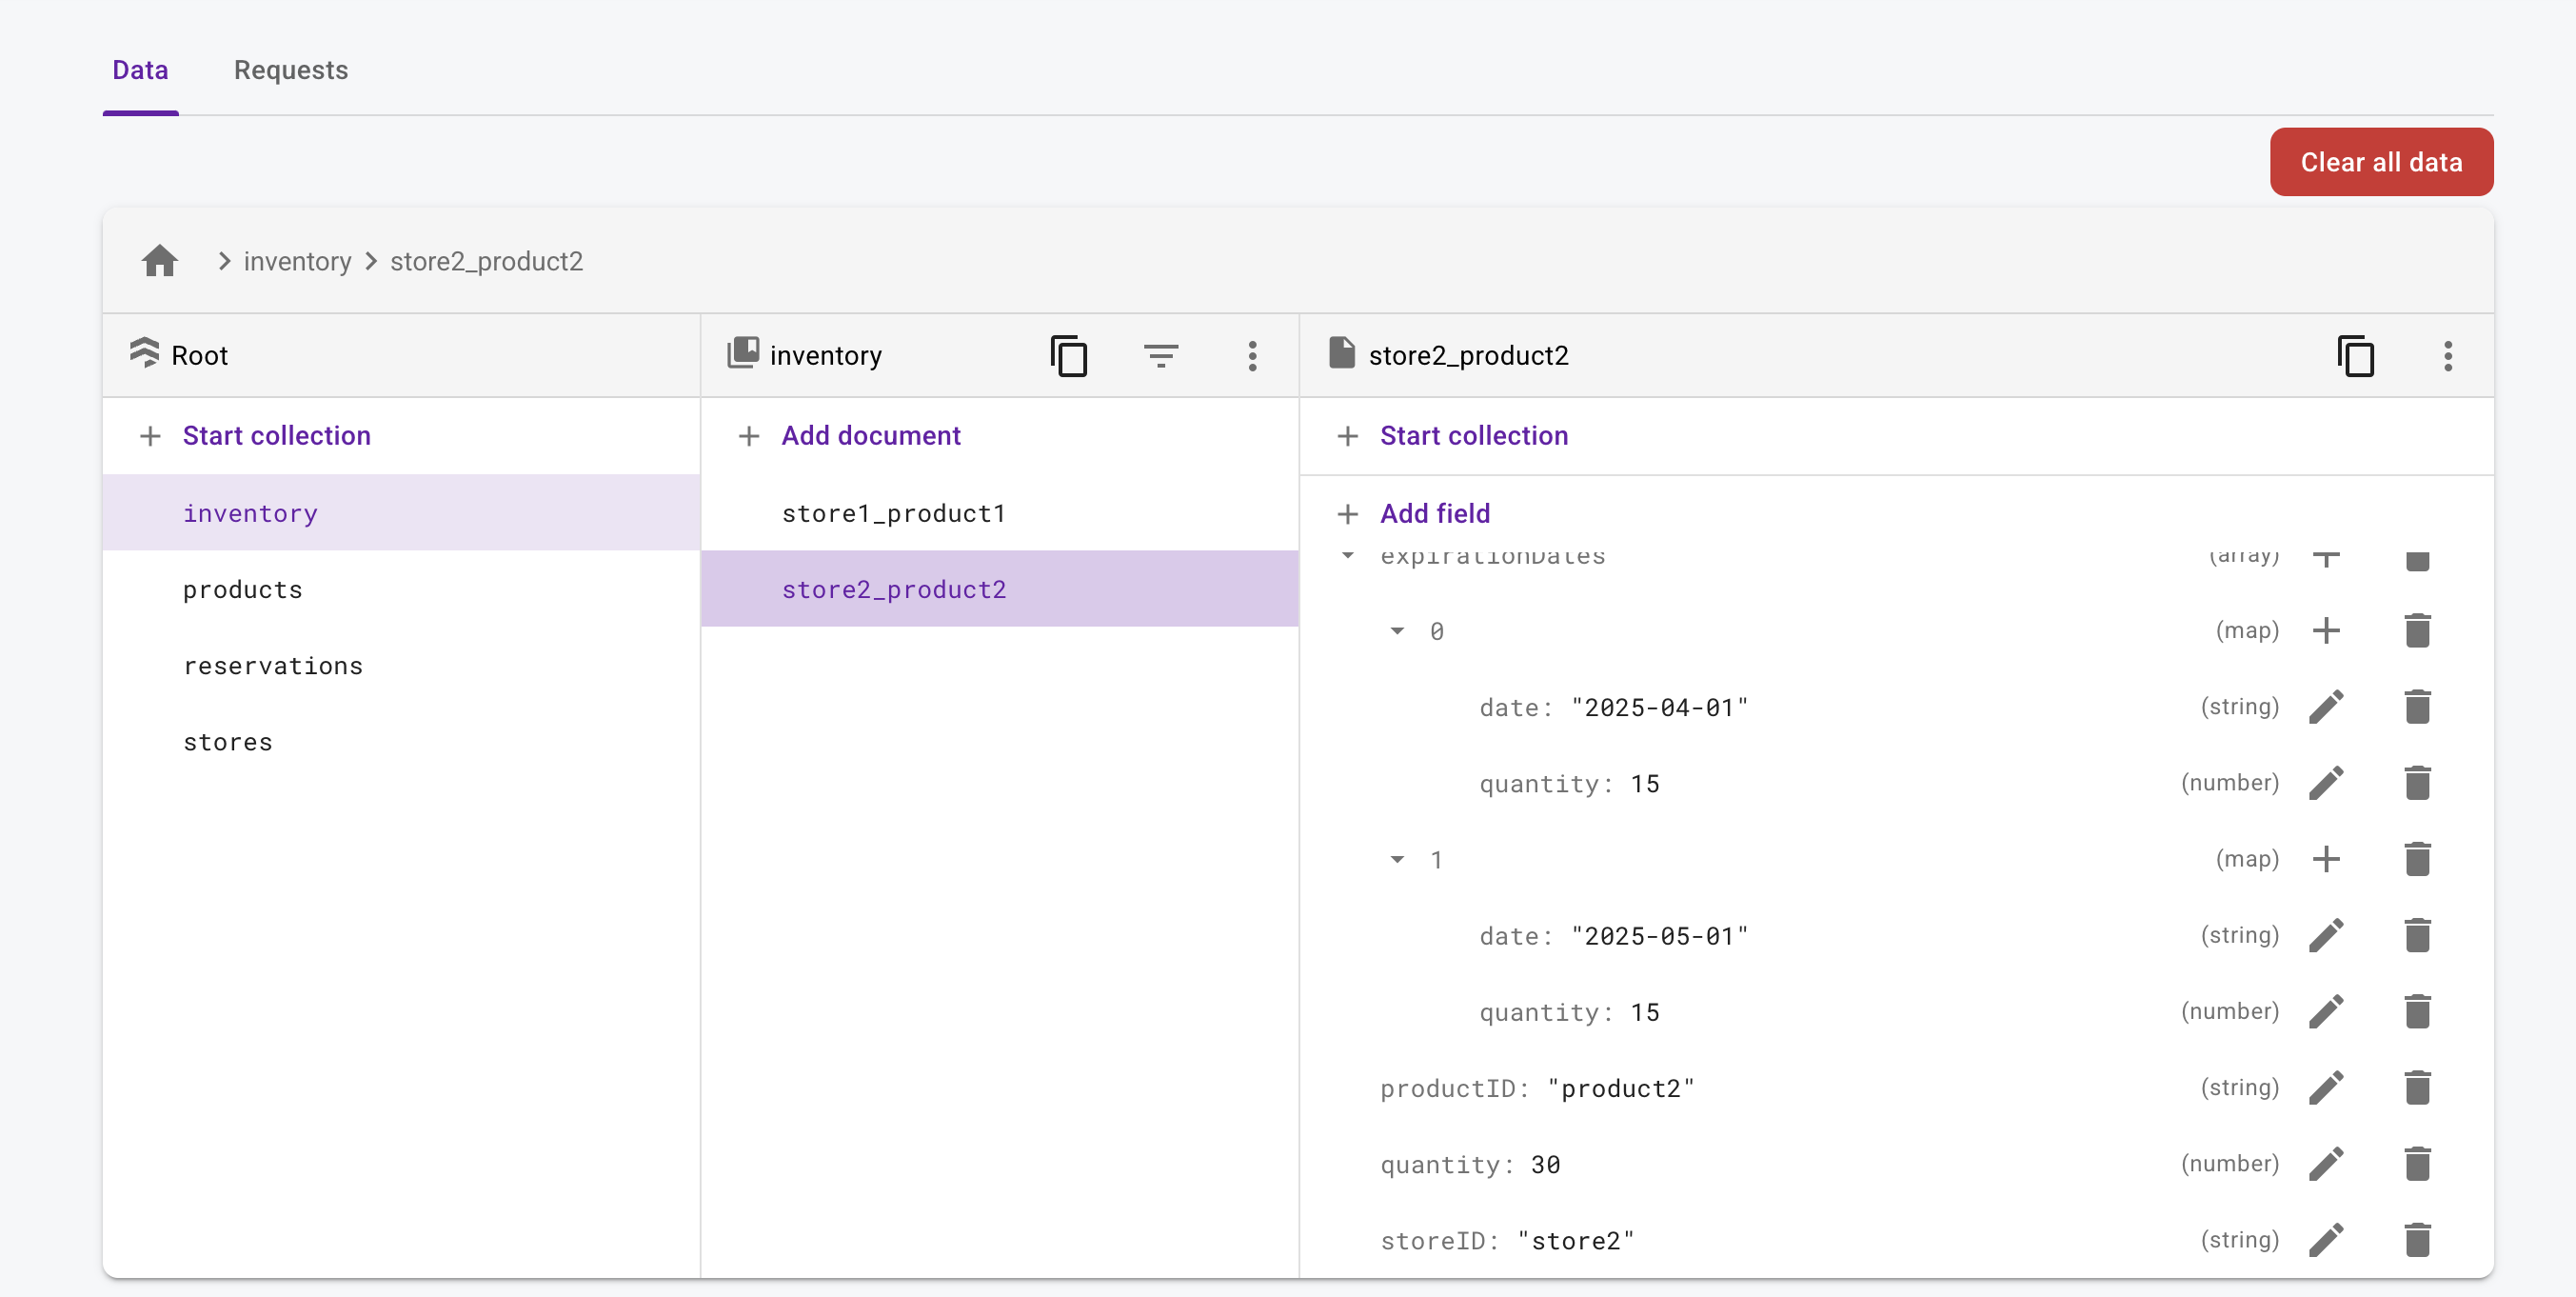 Data Requests
Clear all data
inventory store2_product2
Root
Start collection
inventory
products
reservations
stores
inventory
Add document
store1_product1
store2_product2
store2_product2
Start collection
Add field
expirationDates (array)
0 (map)
date: "2025-04-01" (string)
quantity: 15 (number)
1 (map)
date: "2025-05-01" (string)
quantity: 15 (number)
productID: "product2" (string)
quantity: 30 (number)
storeID: "store2" (string)